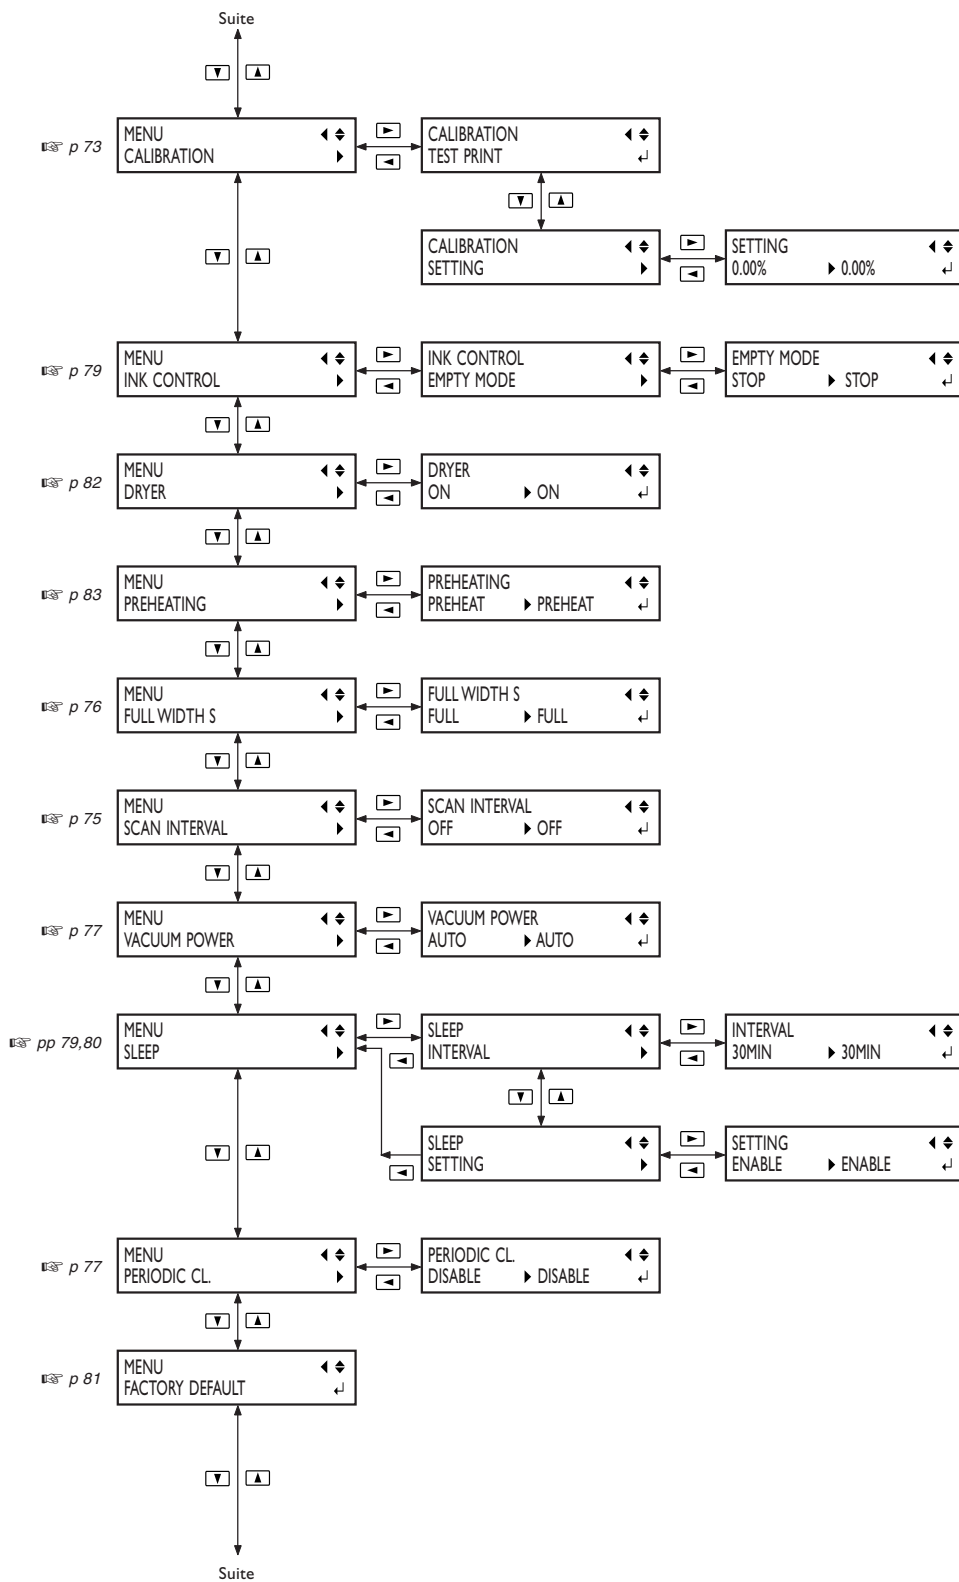 Suite
☞ p 73
MENU
CALIBRATION
CALIBRATION
TEST PRINT
CALIBRATION
SETTING
SETTING
0.00% 0.00%
☞ p 79
MENU
INK CONTROL
INK CONTROL
EMPTY MODE
EMPTY MODE
STOP STOP
☞ p 82
MENU
DRYER
DRYER
ON ON
☞ p 83
MENU
PREHEATING
PREHEATING
PREHEAT PREHEAT
☞ p 76
MENU
FULL WIDTH S
FULL WIDTH S
FULL FULL
☞ p 75
MENU
SCAN INTERVAL
SCAN INTERVAL
OFF OFF
☞ p 77
MENU
VACUUM POWER
VACUUM POWER
AUTO AUTO
☞ pp 79,80
MENU
SLEEP
SLEEP
INTERVAL
INTERVAL
30MIN 30MIN
SLEEP
SETTING
SETTING
ENABLE ENABLE
☞ p 77
MENU
PERIODIC CL.
PERIODIC CL.
DISABLE DISABLE
☞ p 81
MENU
FACTORY DEFAULT
Suite